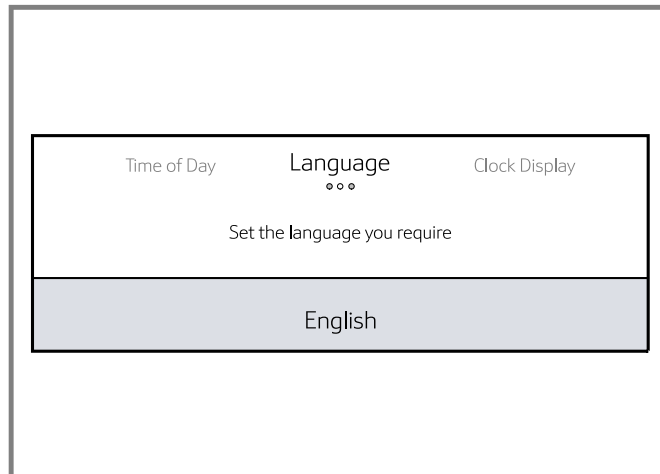 Time of Day Language Clock Display
Set the language you require
English